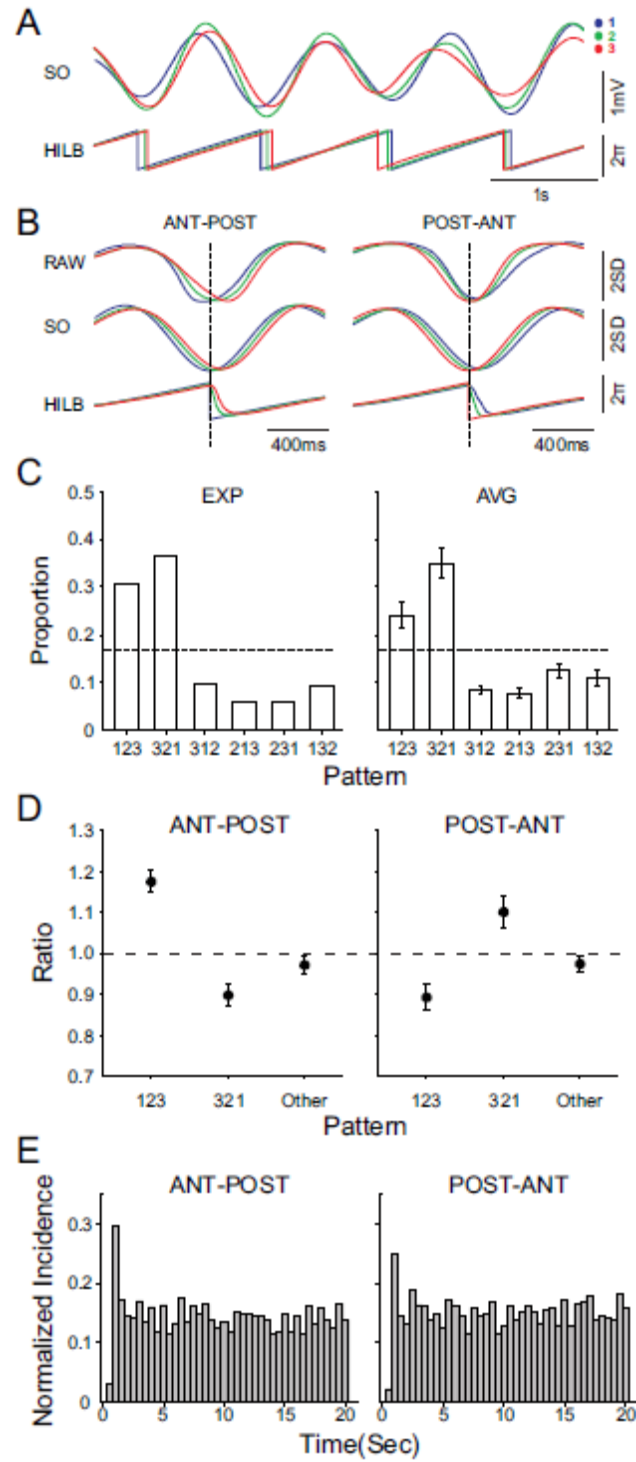 A
1
2
3
SO
1mV
HILB
2π
1s
B
ANT-POST POST-ANT
RAW
2SD
SO
2SD
HILB
2π
400ms 400ms
C
EXP AVG
0.5
0.4
0.3
0.2
0.1
0
Proportion
123 321 312 213 231 132 123 321 312 213 231 132
Pattern
D
ANT-POST POST-ANT
1.3
1.2
1.1
1.0
0.9
0.8
0.7
Ratio
123 321 Other 123 321 Other
Pattern
E
ANT-POST POST-ANT
0.3
0.2
0.1
0
Normalized Incidence
0 5 10 15 20 0 5 10 15 20
Time(Sec)